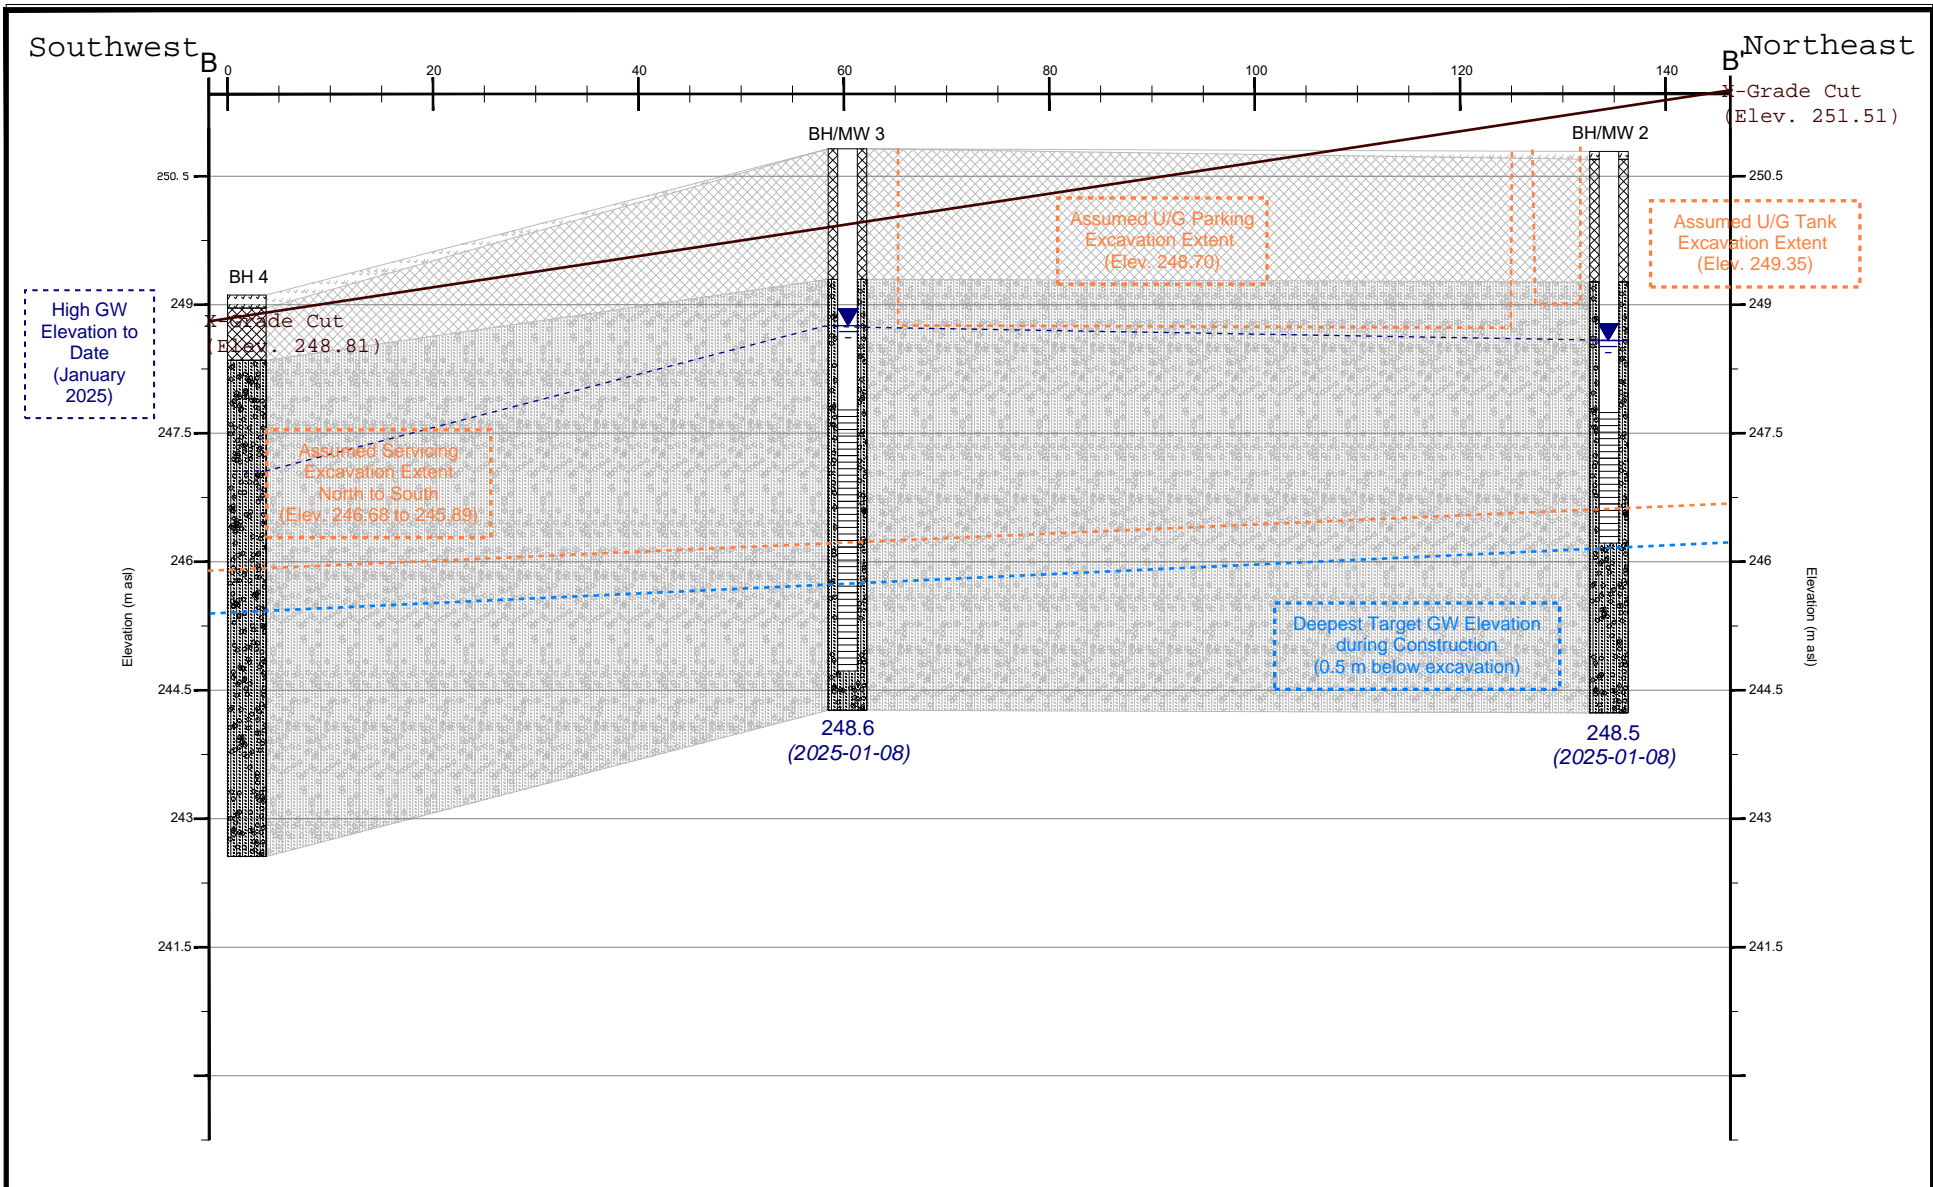 Southwest
Northeast
B
B'
0
20
40
60
80
100
120
140
X-Grade Cut
(Elev. 251.51)
BH/MW 3
BH/MW 2
250.5
250.5
Assumed U/G Parking
Excavation Extent
(Elev. 248.70)
Assumed U/G Tank
Excavation Extent
(Elev. 249.35)
BH 4
High GW
Elevation to
Date
(January
2025)
249
249
X-Grade Cut
(Elev. 248.81)
247.5
247.5
Assumed Servicing
Excavation Extent
North to South
(Elev. 246.68 to 245.89)
246
246
Elevation (m asl)
Elevation (m asl)
Deepest Target GW Elevation
during Construction
(0.5 m below excavation)
244.5
244.5
248.6
(2025-01-08)
248.5
(2025-01-08)
243
243
241.5
241.5